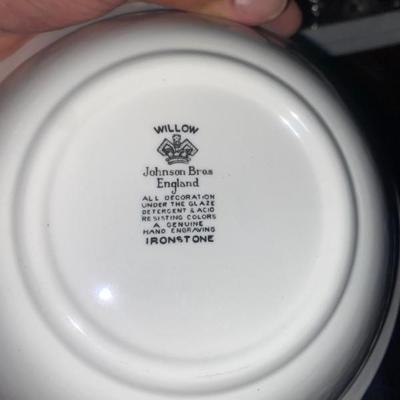 WILLOW
Johnson Bros
England
ALL DECORATION
UNDER THE GLAZE
DETERGENT & ACID
RESISTING COLORS
A GENUINE
HAND ENGRAVING
IRONSTONE